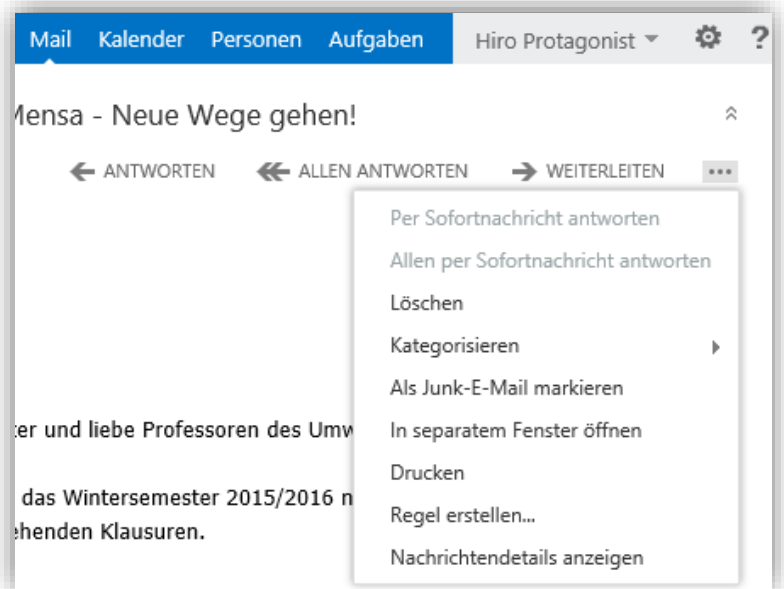 Mail Kalender Personen Aufgaben Hiro Protagonist ?
Mensa - Neue Wege gehen!
ANTWORTEN ALLEN ANTWORTEN WEITERLEITEN ...
Per Sofortnachricht antworten
Allen per Sofortnachricht antworten
Löschen
Kategorisieren
Als Junk-E-Mail markieren
ter und liebe Professoren des Umw
In separatem Fenster öffnen
Drucken
das Wintersemester 2015/2016 n
Regel erstellen...
ehenden Klausuren.
Nachrichtendetails anzeigen